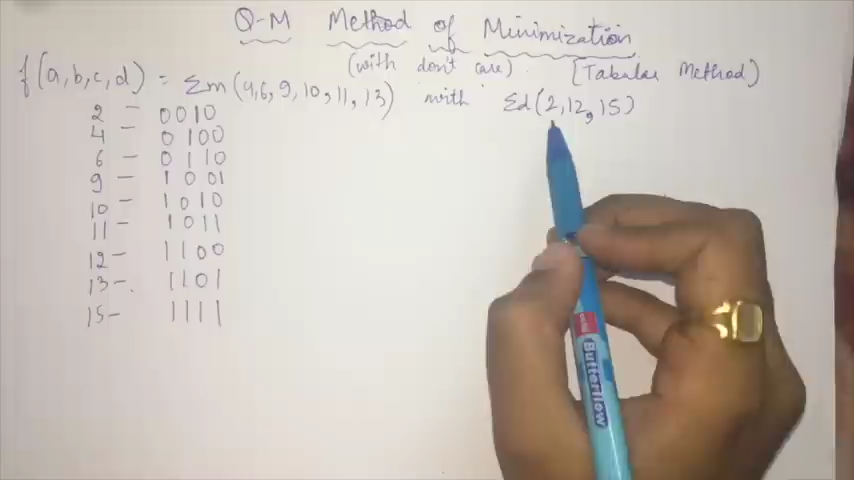 Q-M Method of Minimization
(with don't care) [Tabular Method)
f(a,b,c,d) = Σm(4,6,9,10,11,13) with Σd(2,12,15)
2 - 0010
4 - 0100
6 - 0110
9 - 1001
10 - 1010
11 - 1011
12 - 1100
13 - 1101
15 - 1111
Butterflow